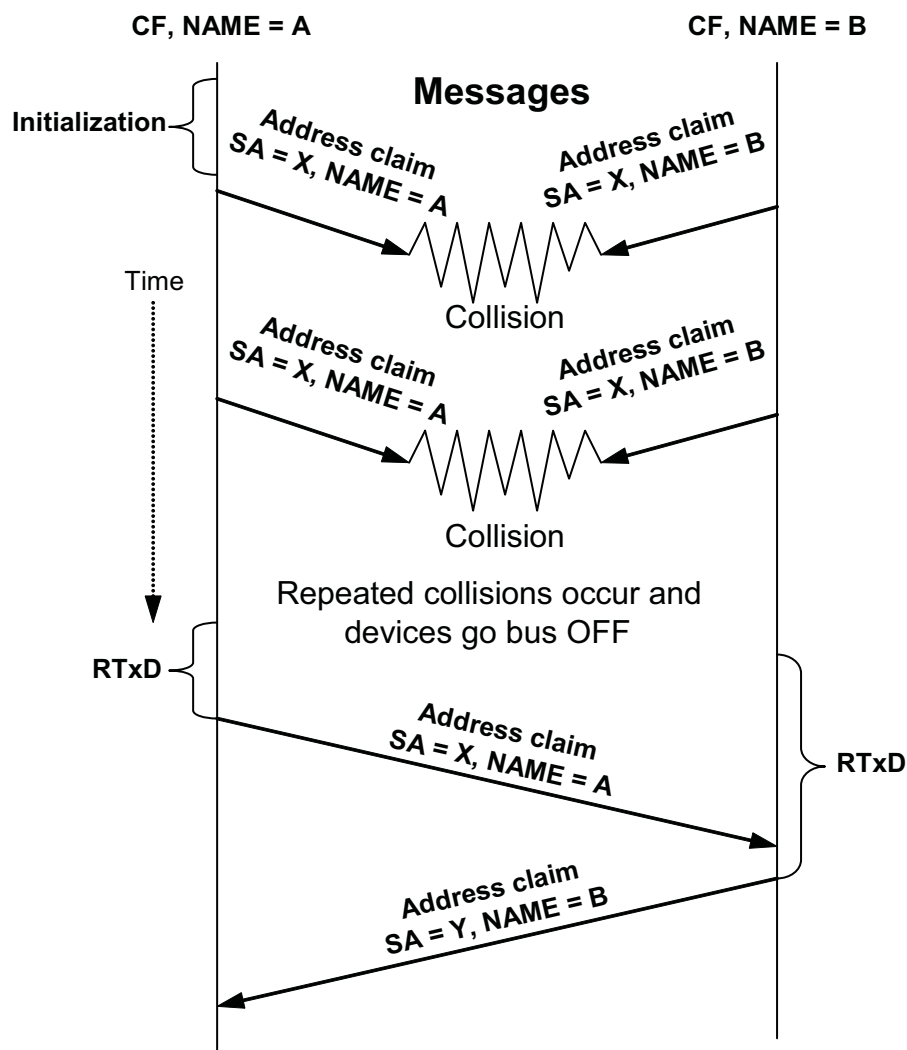 CF, NAME = A
CF, NAME = B
Messages
Initialization
Address claim
SA = X, NAME = A
Address claim
SA = X, NAME = B
Collision
Time
Address claim
SA = X, NAME = A
Address claim
SA = X, NAME = B
Collision
Repeated collisions occur and
devices go bus OFF
RTxD
Address claim
SA = X, NAME = A
RTxD
Address claim
SA = Y, NAME = B